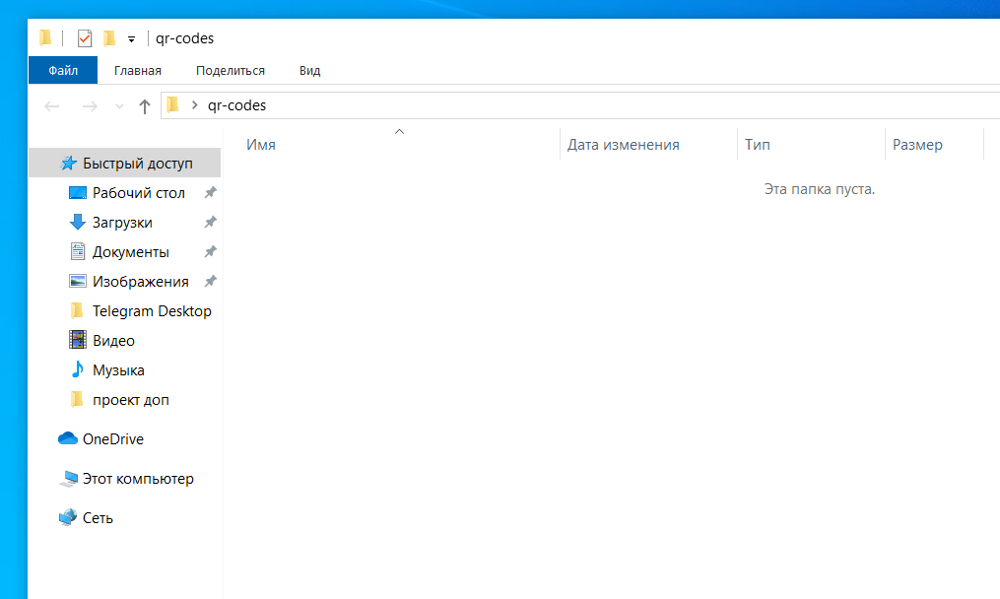 qr-codes
Файл Главная Поделиться Вид
qr-codes
Имя Дата изменения Тип Размер
Эта папка пуста.
Быстрый доступ
Рабочий стол
Загрузки
Документы
Изображения
Telegram Desktop
Видео
Музыка
проект доп
OneDrive
Этот компьютер
Сеть